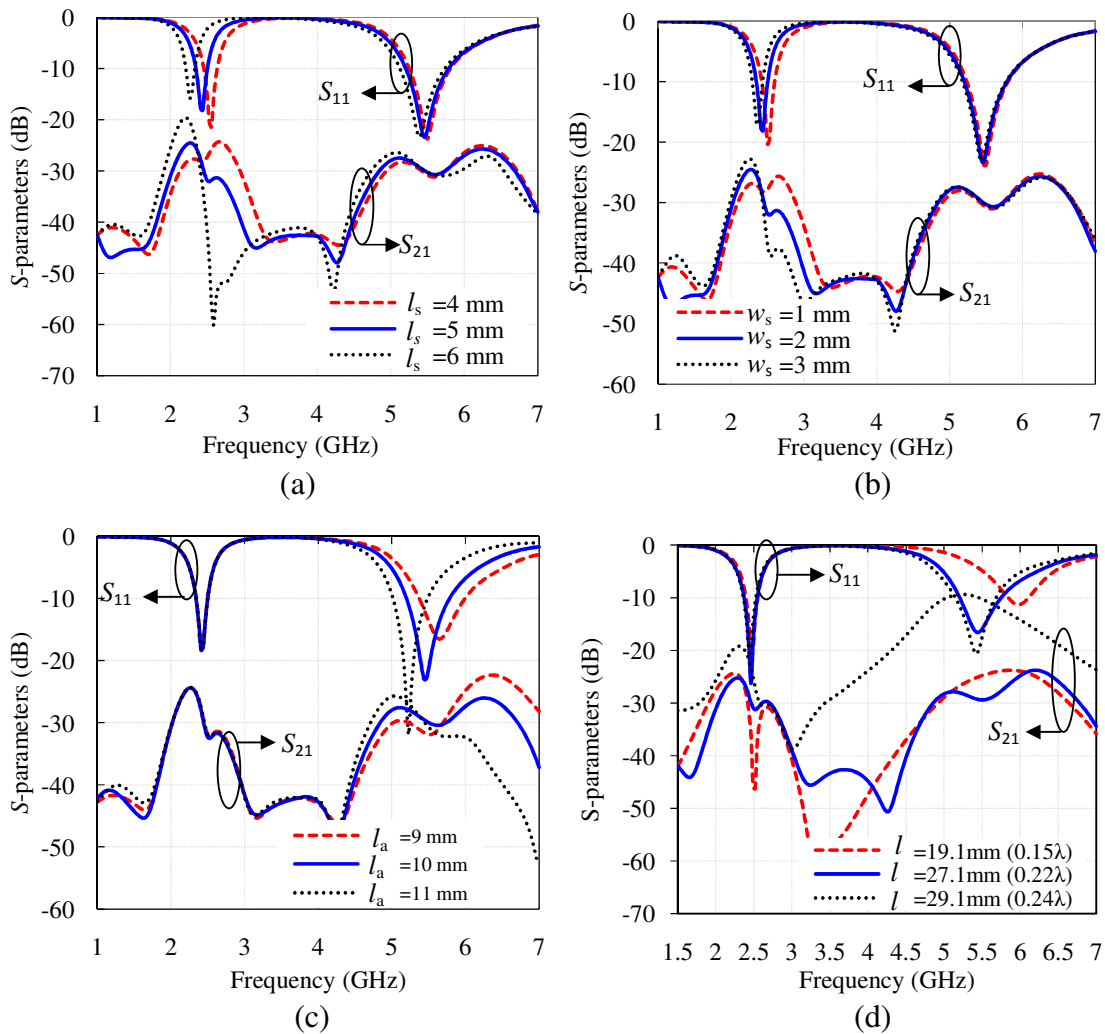 S-parameters (dB)
0
-10
-20
-30
-40
-50
-60
-70
S11
S21
ls =4 mm
ls =5 mm
ls =6 mm
1 2 3 4 5 6 7
Frequency (GHz)
(a)
S-parameters (dB)
0
-10
-20
-30
-40
-50
-60
S11
S21
ws =1 mm
ws =2 mm
ws =3 mm
1 2 3 4 5 6 7
Frequency (GHz)
(b)
S-parameters (dB)
0
-10
-20
-30
-40
-50
-60
S11
S21
la =9 mm
la =10 mm
la =11 mm
1 2 3 4 5 6 7
Frequency (GHz)
(c)
S-parameters (dB)
0
-10
-20
-30
-40
-50
-60
-70
S11
S21
l =19.1mm (0.15λ)
l =27.1mm (0.22λ)
l =29.1mm (0.24λ)
1.5 2 2.5 3 3.5 4 4.5 5 5.5 6 6.5 7
Frequency (GHz)
(d)